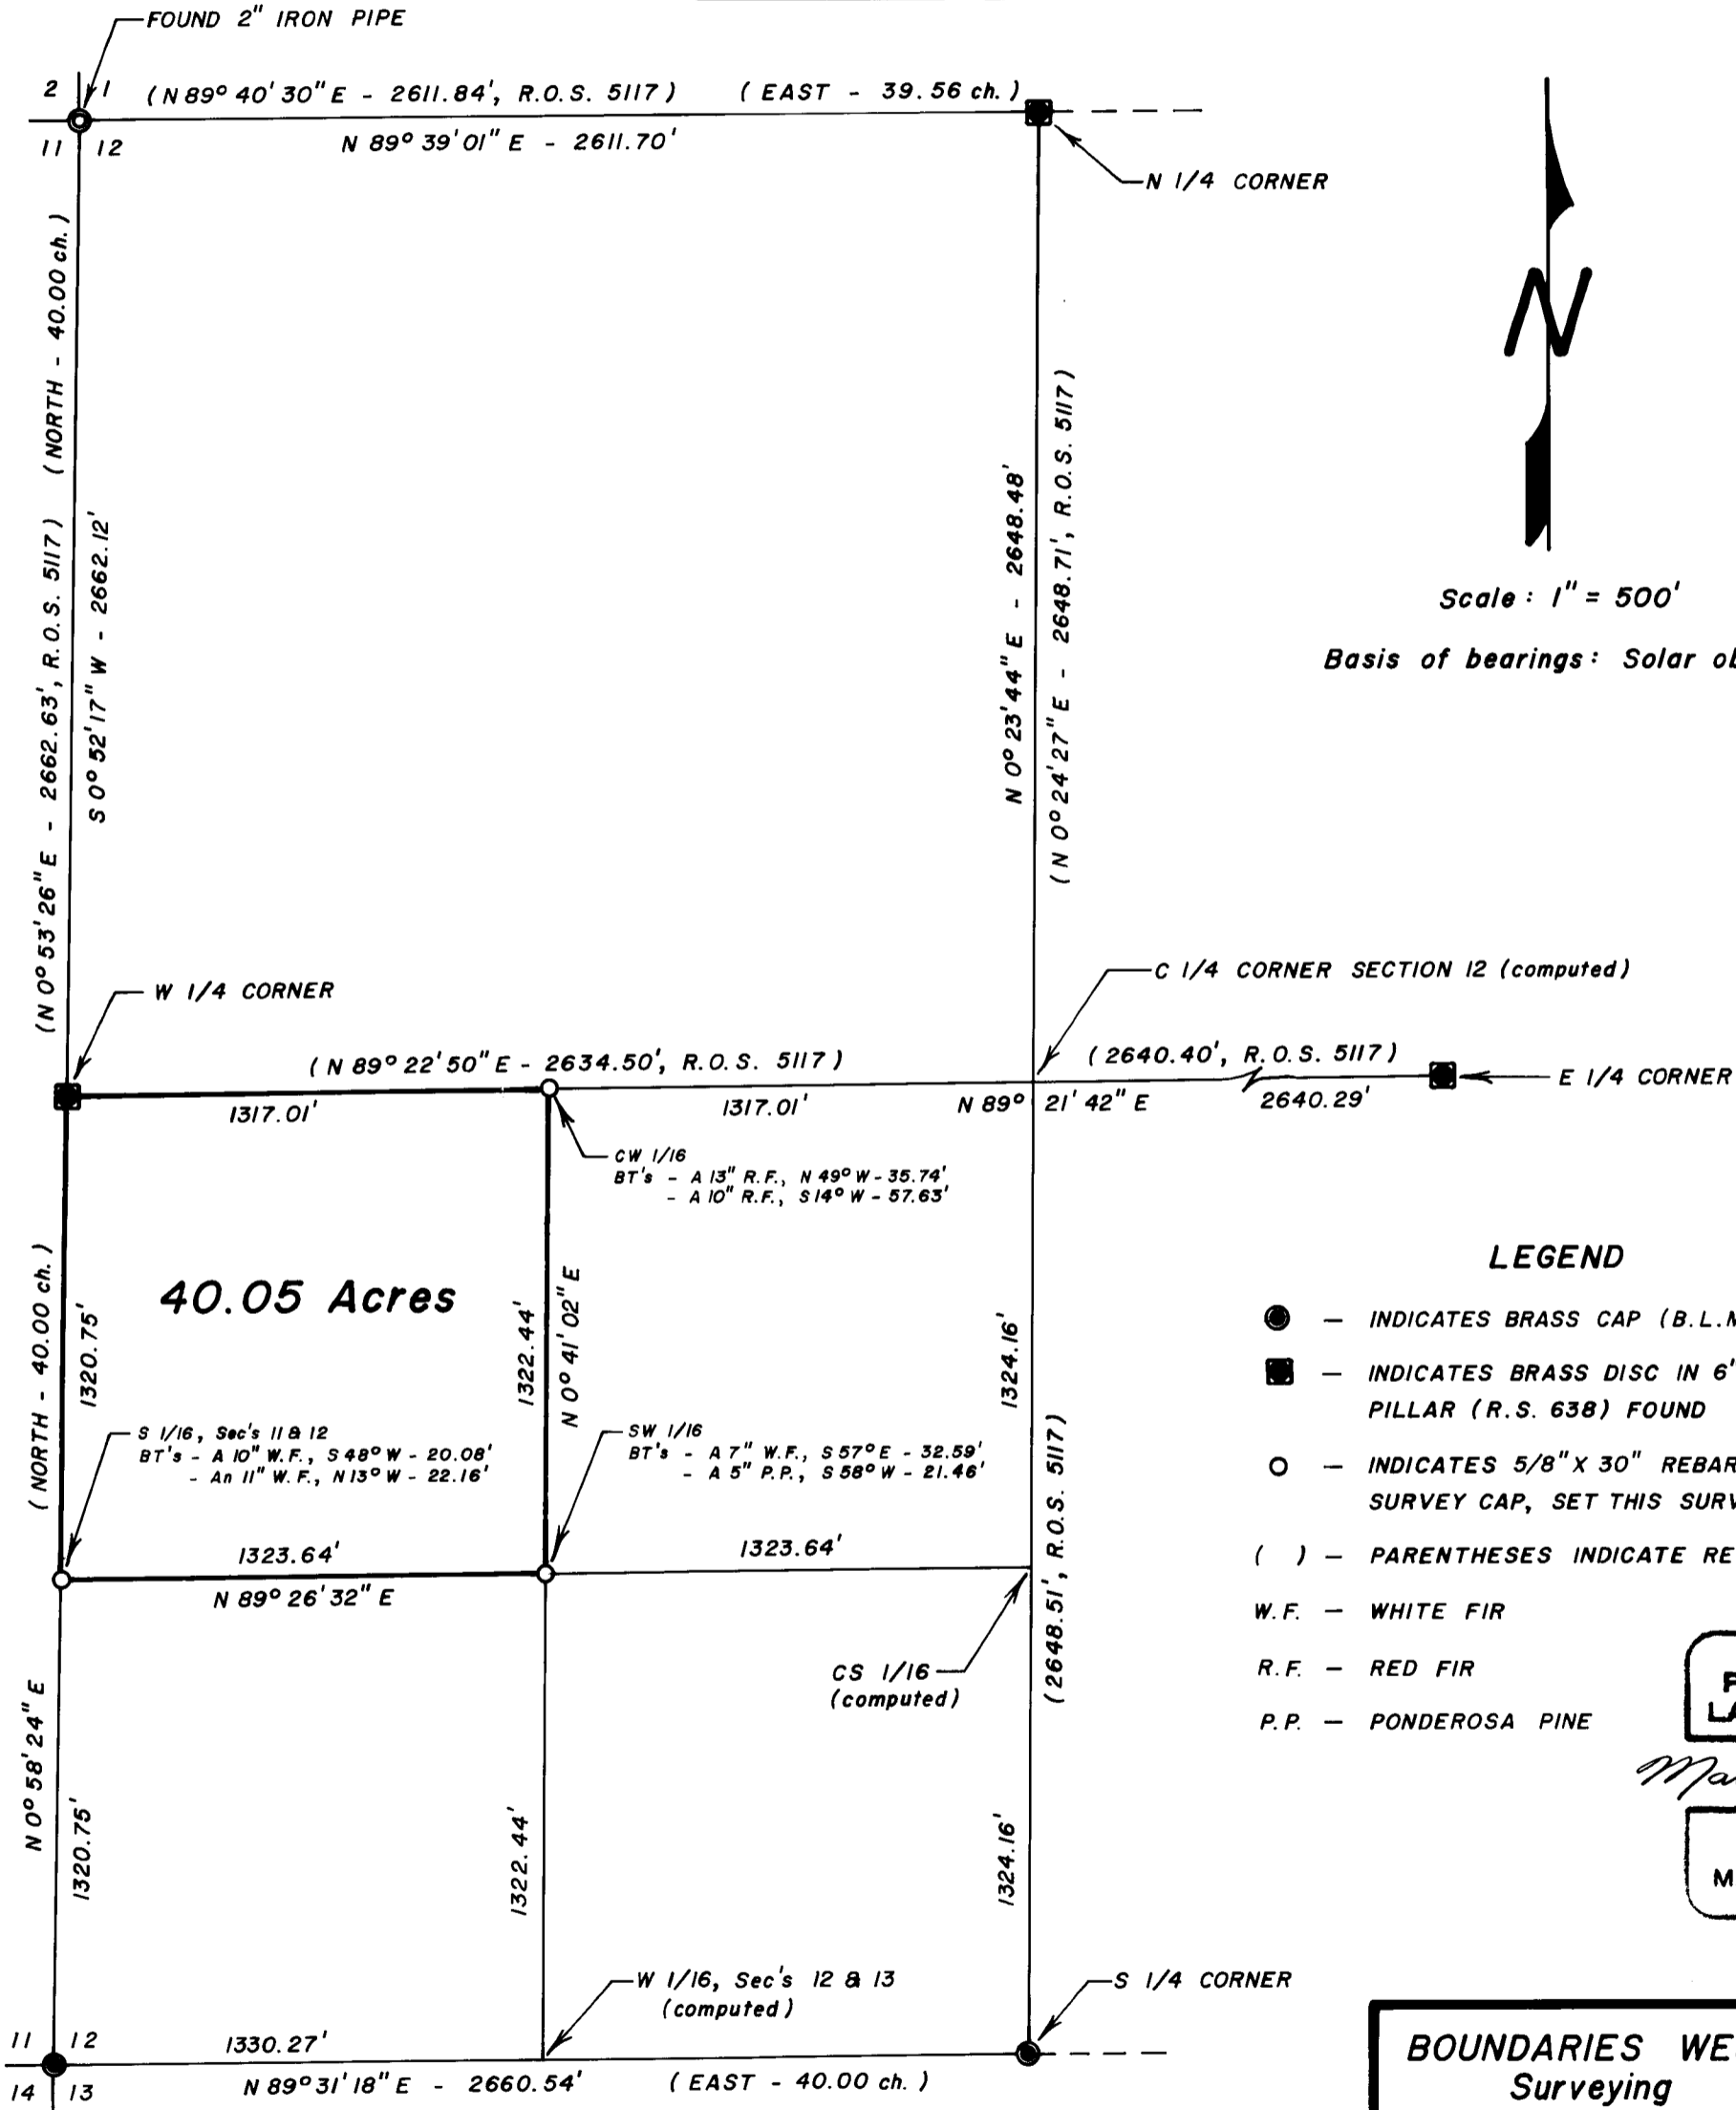 FOUND 2" IRON PIPE
2 1
(N 89° 40' 30" E - 2611.84', R.O.S. 5117) (EAST - 39.56 ch.)
11 12
N 89° 39' 01" E - 2611.70'
N 1/4 CORNER
(N 0° 53' 26" E - 2662.63', R.O.S. 5117) (NORTH - 40.00 ch.)
S 0° 52' 17" W - 2662.12'
N 0° 23' 44" E - 2648.48'
(N 0° 24' 27" E - 2648.71', R.O.S. 5117)
N
Scale : 1" = 500'
Basis of bearings : Solar
W 1/4 CORNER
C 1/4 CORNER SECTION 12 (computed)
(N 89° 22' 50" E - 2634.50', R.O.S. 5117)
(2640.40', R.O.S. 5117)
E 1/4 CORNER
1317.01'
1317.01'
N 89° 21' 42" E
2640.29'
CW 1/16
BT's - A 13" R.F., N 49° W - 35.74'
- A 10" R.F., S 14° W - 57.63'
(NORTH - 40.00 ch.)
1320.75'
40.05 Acres
1322.44'
N 0° 41' 02" E
1324.16'
(2648.51', R.O.S. 5117)
S 1/16, Sec's 11 & 12
BT's - A 10" W.F., S 48° W - 20.08'
- An 11" W.F., N 13° W - 22.16'
SW 1/16
BT's - A 7" W.F., S 57° E - 32.59'
- A 5" P.P., S 58° W - 21.46'
1323.64'
N 89° 26' 32" E
1323.64'
CS 1/16
(computed)
LEGEND
— INDICATES BRASS CAP (B.L.M
— INDICATES BRASS DISC IN 6"
PILLAR (R.S. 638) FOUND
— INDICATES 5/8" X 30" REBAR
SURVEY CAP, SET THIS
( ) — PARENTHESES INDICATE
W.F. — WHITE FIR
R.F. — RED FIR
P.P. — PONDEROSA PINE
N 0° 58' 24" E
1320.75'
1322.44'
1324.16'
W 1/16, Sec's 12 & 13
(computed)
S 1/4 CORNER
11 12
1330.27'
14 13
N 89° 31' 18" E - 2660.54' (EAST - 40.00 ch.)
BOUNDARIES
Surveying